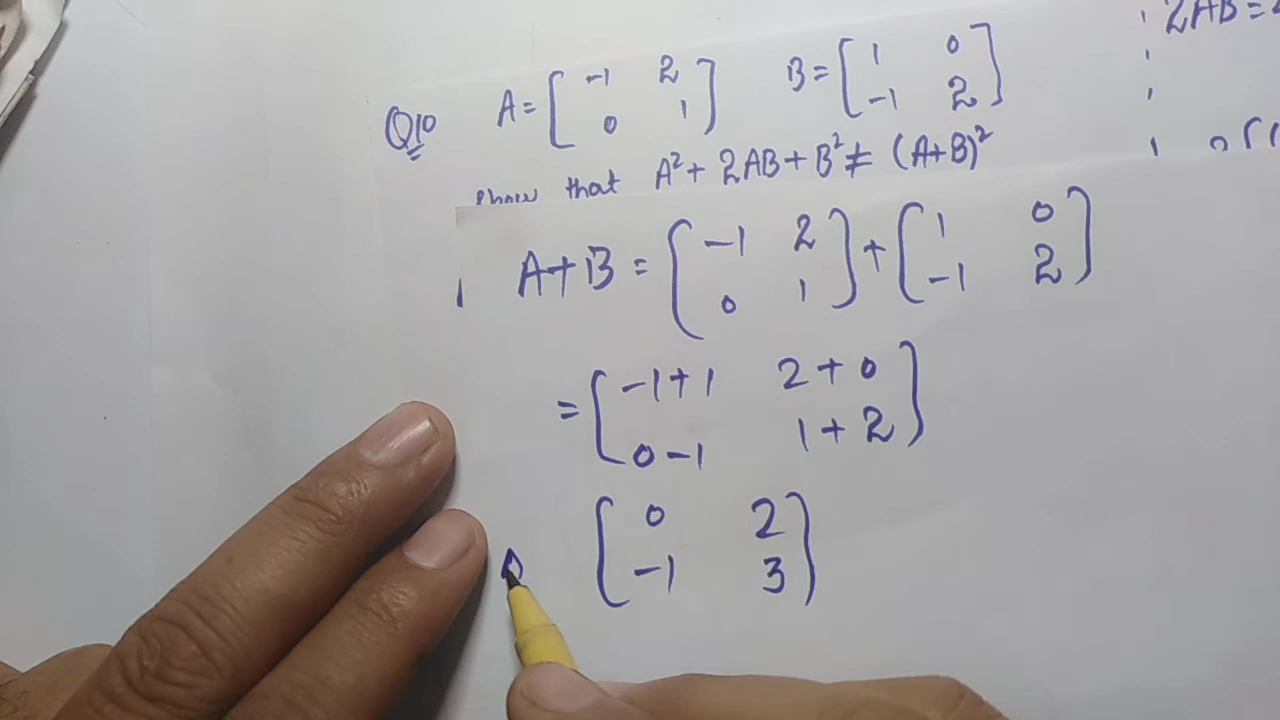 2AB =
Q10 A = [ -1 2 0 1 ] B = [ 1 0 -1 2 ]
show that A² + 2AB + B² ≠ (A+B)²
A+B = [ -1 2 0 1 ] + [ 1 0 -1 2 ]
= [ -1+1 2+0 0-1 1+2 ]
[ 0 2 -1 3 ]